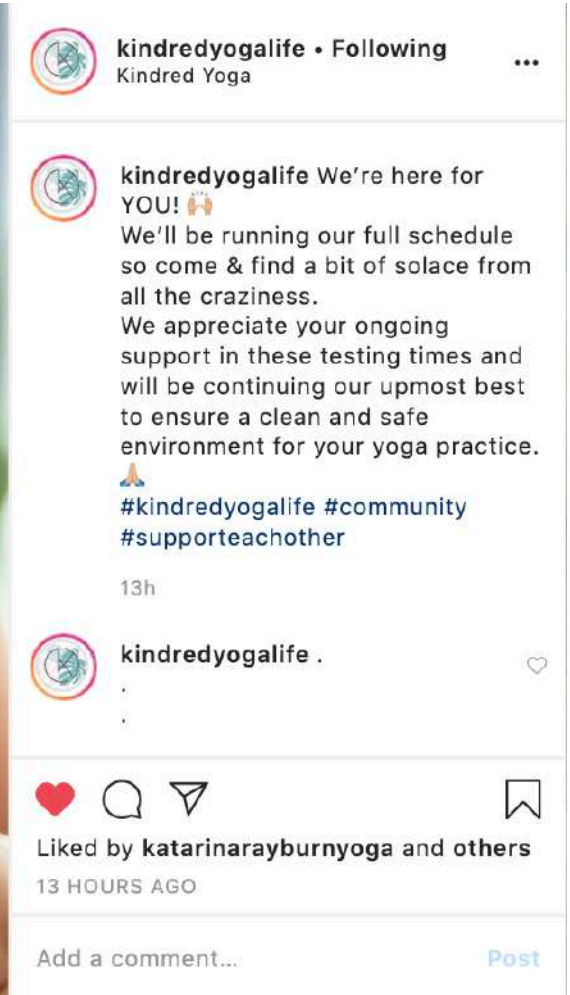 kindredyogalife • Following
Kindred Yoga
kindredyogalife We're here for
YOU! 🙌🏼
We'll be running our full schedule
so come & find a bit of solace from
all the craziness.
We appreciate your ongoing
support in these testing times and
will be continuing our upmost best
to ensure a clean and safe
environment for your yoga practice.
🙏🏼
#kindredyogalife #community
#supporteachother
13h
kindredyogalife .
.
.
Liked by katarinarayburnyoga and others
13 HOURS AGO
Add a comment...
Post